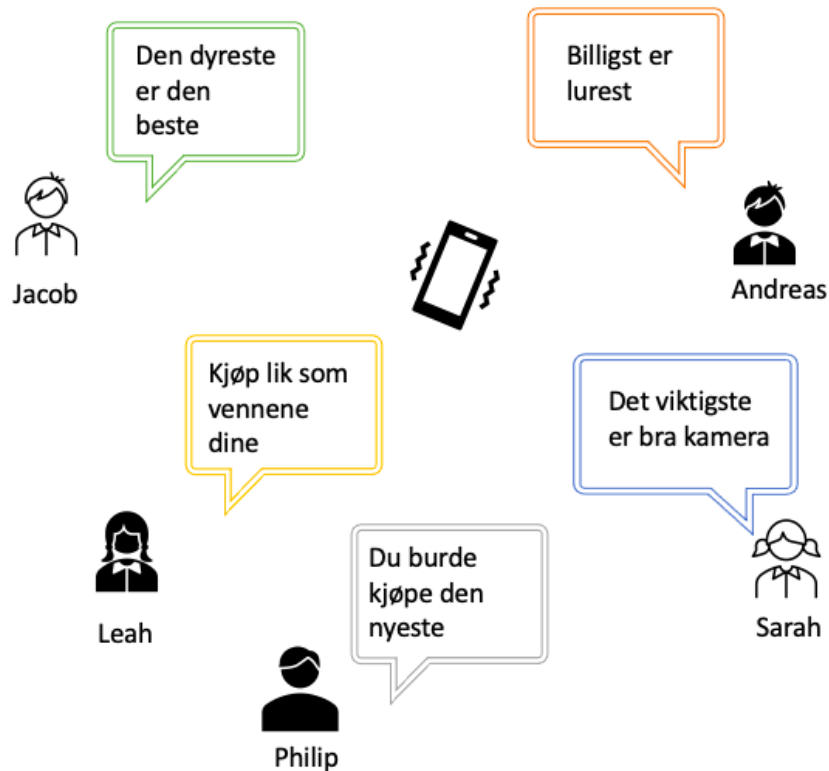 Den dyreste
er den
beste
Billigst er
lurest
Jacob
Andreas
Kjøp lik som
vennene
dine
Det viktigste
er bra kamera
Leah
Du burde
kjøpe den
nyeste
Sarah
Philip